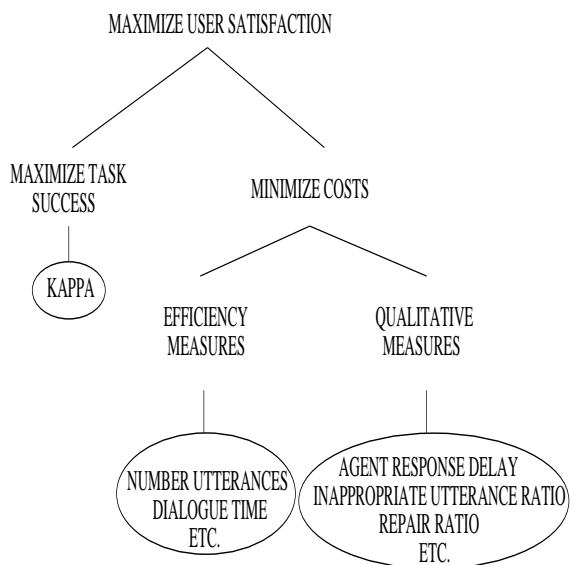 MAXIMIZE USER SATISFACTION
MAXIMIZE TASK
SUCCESS
MINIMIZE COSTS
KAPPA
EFFICIENCY
MEASURES
QUALITATIVE
MEASURES
NUMBER UTTERANCES
DIALOGUE TIME
ETC.
AGENT RESPONSE DELAY
INAPPROPRIATE UTTERANCE RATIO
REPAIR RATIO
ETC.